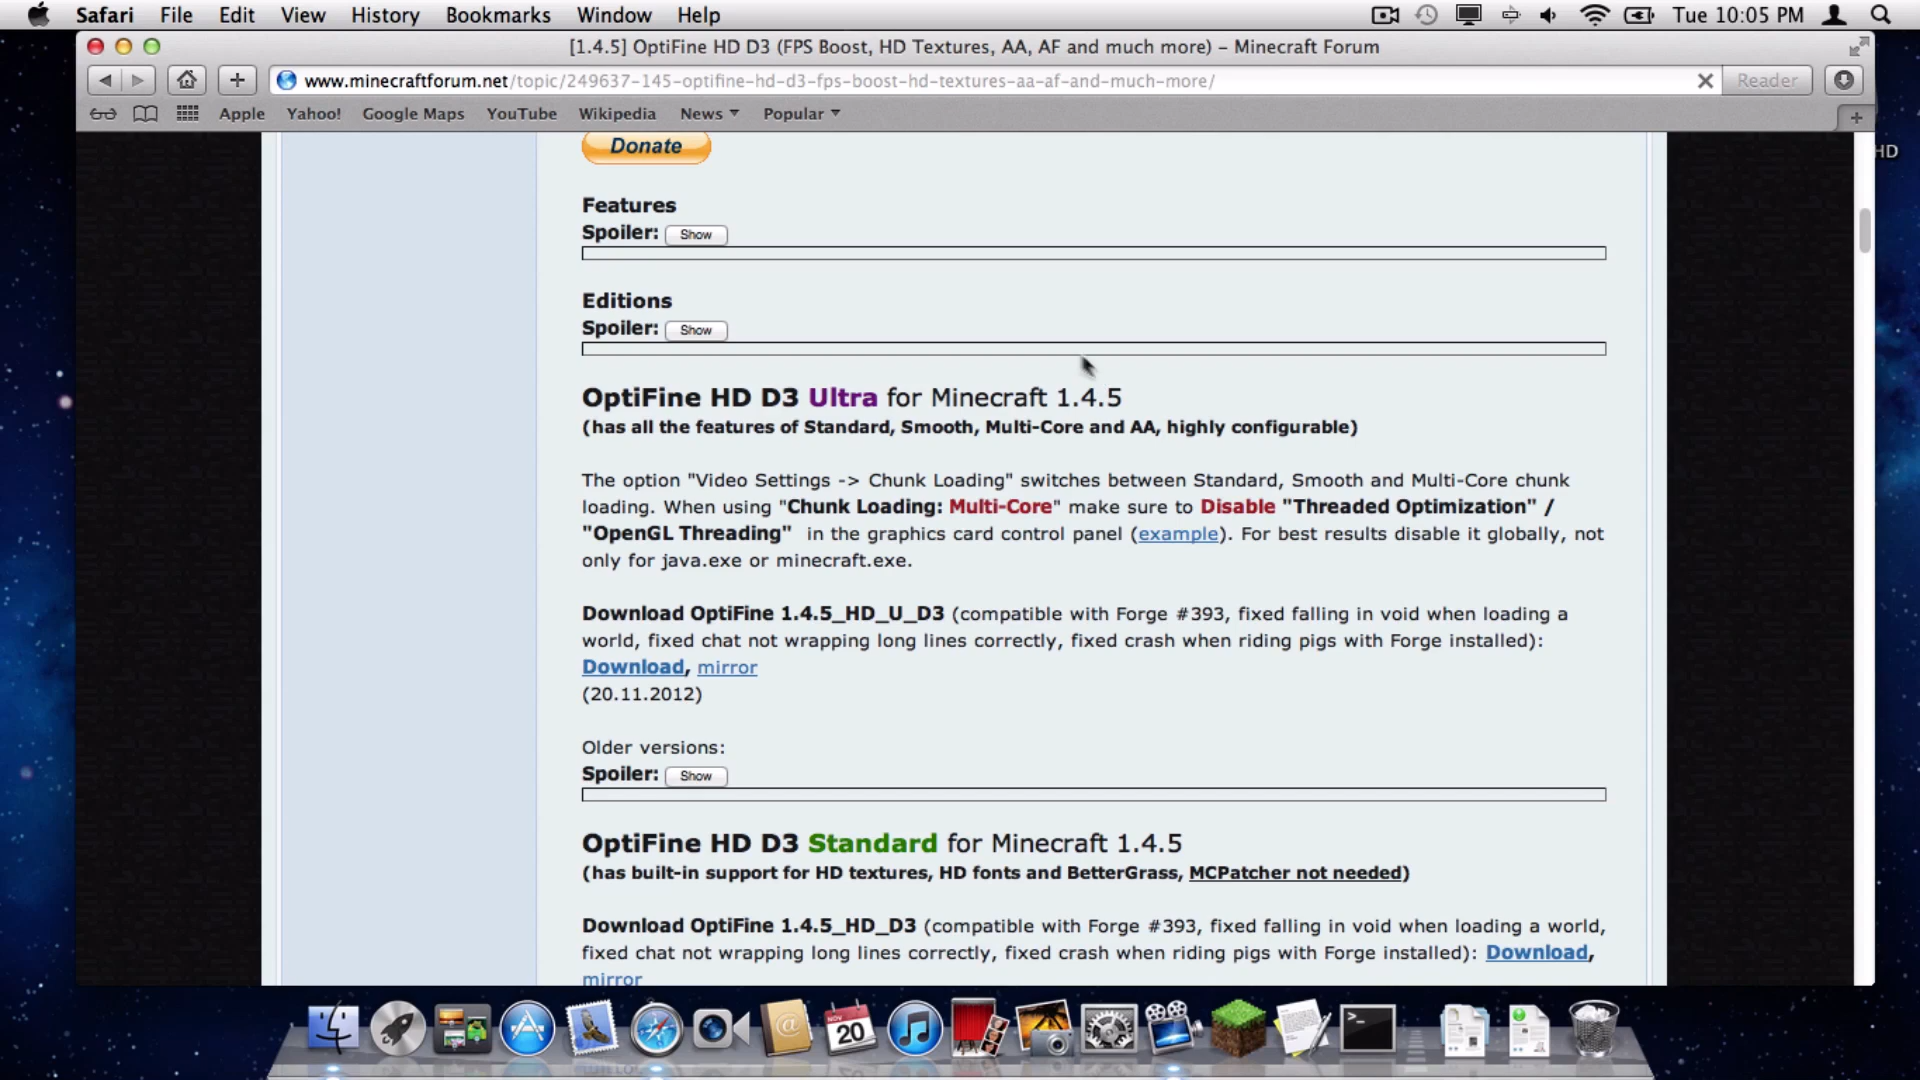 Safari File Edit View History Bookmarks Window Help Tue 10:05 PM
[1.4.5] OptiFine HD D3 (FPS Boost, HD Textures, AA, AF and much more) – Minecraft Forum
www.minecraftforum.net/topic/249637-145-optifine-hd-d3-fps-boost-hd-textures-aa-af-and-much-more/ Reader
Apple Yahoo! Google Maps YouTube Wikipedia News Popular
HD
Donate
Features
Spoiler: Show
Editions
Spoiler: Show
OptiFine HD D3 Ultra for Minecraft 1.4.5
(has all the features of Standard, Smooth, Multi-Core and AA, highly configurable)
The option "Video Settings -> Chunk Loading" switches between Standard, Smooth and Multi-Core chunk
loading. When using "Chunk Loading: Multi-Core" make sure to Disable "Threaded Optimization" /
"OpenGL Threading" in the graphics card control panel (example). For best results disable it globally, not
only for java.exe or minecraft.exe.
Download OptiFine 1.4.5_HD_U_D3 (compatible with Forge #393, fixed falling in void when loading a
world, fixed chat not wrapping long lines correctly, fixed crash when riding pigs with Forge installed):
Download, mirror
(20.11.2012)
Older versions:
Spoiler: Show
OptiFine HD D3 Standard for Minecraft 1.4.5
(has built-in support for HD textures, HD fonts and BetterGrass, MCPatcher not needed)
Download OptiFine 1.4.5_HD_D3 (compatible with Forge #393, fixed falling in void when loading a world,
fixed chat not wrapping long lines correctly, fixed crash when riding pigs with Forge installed): Download,
mirror
NOV
20